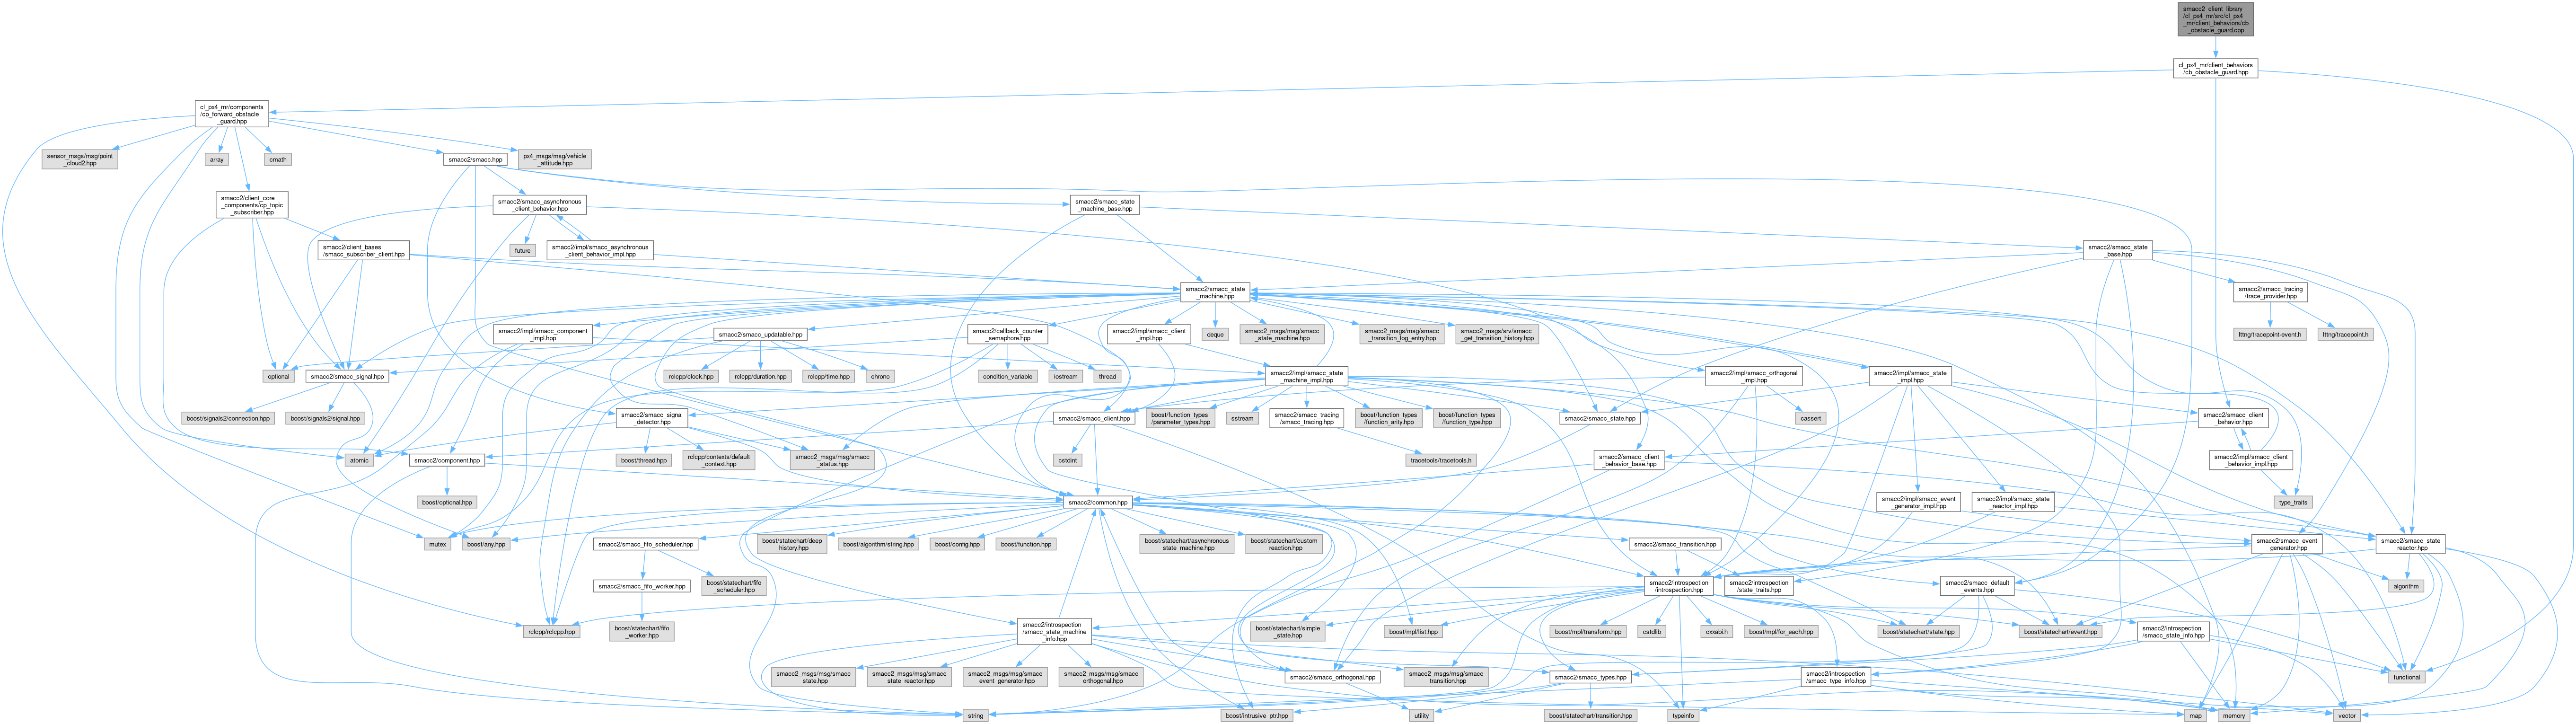 smacc2_client_library
/cl_px4_mr/src/cl_px4
_mr/client_behaviors/cb
_obstacle_guard.cpp
cl_px4_mr/client_behaviors
/cb_obstacle_guard.hpp
cl_px4_mr/components
/cp_forward_obstacle
_guard.hpp
sensor_msgs/msg/point
_cloud2.hpp
array
cmath
smacc2/smacc.hpp
px4_msgs/msg/vehicle
_attitude.hpp
smacc2/client_core
_components/cp_topic
_subscriber.hpp
smacc2/smacc_asynchronous
_client_behavior.hpp
smacc2/smacc_state
_machine_base.hpp
smacc2/client_bases
/smacc_subscriber_client.hpp
future
smacc2/impl/smacc_asynchronous
_client_behavior_impl.hpp
smacc2/smacc_state
_base.hpp
smacc2/smacc_state
_machine.hpp
smacc2/smacc_tracing
/trace_provider.hpp
smacc2/impl/smacc_component
_impl.hpp
smacc2/smacc_updatable.hpp
smacc2/callback_counter
_semaphore.hpp
smacc2/impl/smacc_client
_impl.hpp
deque
smacc2_msgs/msg/smacc
_state_machine.hpp
smacc2_msgs/msg/smacc
_transition_log_entry.hpp
smacc2_msgs/srv/smacc
_get_transition_history.hpp
lttng/tracepoint-event.h
lttng/tracepoint.h
optional
smacc2/smacc_signal.hpp
rclcpp/clock.hpp
rclcpp/duration.hpp
rclcpp/time.hpp
chrono
condition_variable
iostream
thread
smacc2/impl/smacc_state
_machine_impl.hpp
smacc2/impl/smacc_orthogonal
_impl.hpp
smacc2/impl/smacc_state
_impl.hpp
boost/signals2/connection.hpp
boost/signals2/signal.hpp
smacc2/smacc_signal
_detector.hpp
smacc2/smacc_client.hpp
boost/function_types
/parameter_types.hpp
sstream
smacc2/smacc_tracing
/smacc_tracing.hpp
boost/function_types
/function_arity.hpp
boost/function_types
/function_type.hpp
smacc2/smacc_state.hpp
cassert
smacc2/smacc_client
_behavior.hpp
atomic
smacc2/component.hpp
boost/thread.hpp
rclcpp/contexts/default
_context.hpp
smacc2_msgs/msg/smacc
_status.hpp
cstdint
tracetools/tracetools.h
smacc2/smacc_client
_behavior_base.hpp
smacc2/impl/smacc_client
_behavior_impl.hpp
boost/optional.hpp
smacc2/common.hpp
smacc2/impl/smacc_event
_generator_impl.hpp
smacc2/impl/smacc_state
_reactor_impl.hpp
type_traits
mutex
boost/any.hpp
smacc2/smacc_fifo_scheduler.hpp
boost/statechart/deep
_history.hpp
boost/algorithm/string.hpp
boost/config.hpp
boost/function.hpp
boost/statechart/asynchronous
_state_machine.hpp
boost/statechart/custom
_reaction.hpp
smacc2/smacc_transition.hpp
smacc2/smacc_event
_generator.hpp
smacc2/smacc_state
_reactor.hpp
smacc2/smacc_fifo_worker.hpp
boost/statechart/fifo
_scheduler.hpp
smacc2/introspection
/introspection.hpp
smacc2/introspection
/state_traits.hpp
smacc2/smacc_default
_events.hpp
algorithm
rclcpp/rclcpp.hpp
boost/statechart/fifo
_worker.hpp
smacc2/introspection
/smacc_state_machine
_info.hpp
boost/statechart/simple
_state.hpp
boost/mpl/list.hpp
boost/mpl/transform.hpp
cstdlib
cxxabi.h
boost/mpl/for_each.hpp
boost/statechart/state.hpp
boost/statechart/event.hpp
smacc2/introspection
/smacc_state_info.hpp
smacc2_msgs/msg/smacc
_state.hpp
smacc2_msgs/msg/smacc
_state_reactor.hpp
smacc2_msgs/msg/smacc
_event_generator.hpp
smacc2_msgs/msg/smacc
_orthogonal.hpp
smacc2/smacc_orthogonal.hpp
smacc2_msgs/msg/smacc
_transition.hpp
smacc2/smacc_types.hpp
smacc2/introspection
/smacc_type_info.hpp
functional
string
boost/intrusive_ptr.hpp
utility
boost/statechart/transition.hpp
typeinfo
map
memory
vector